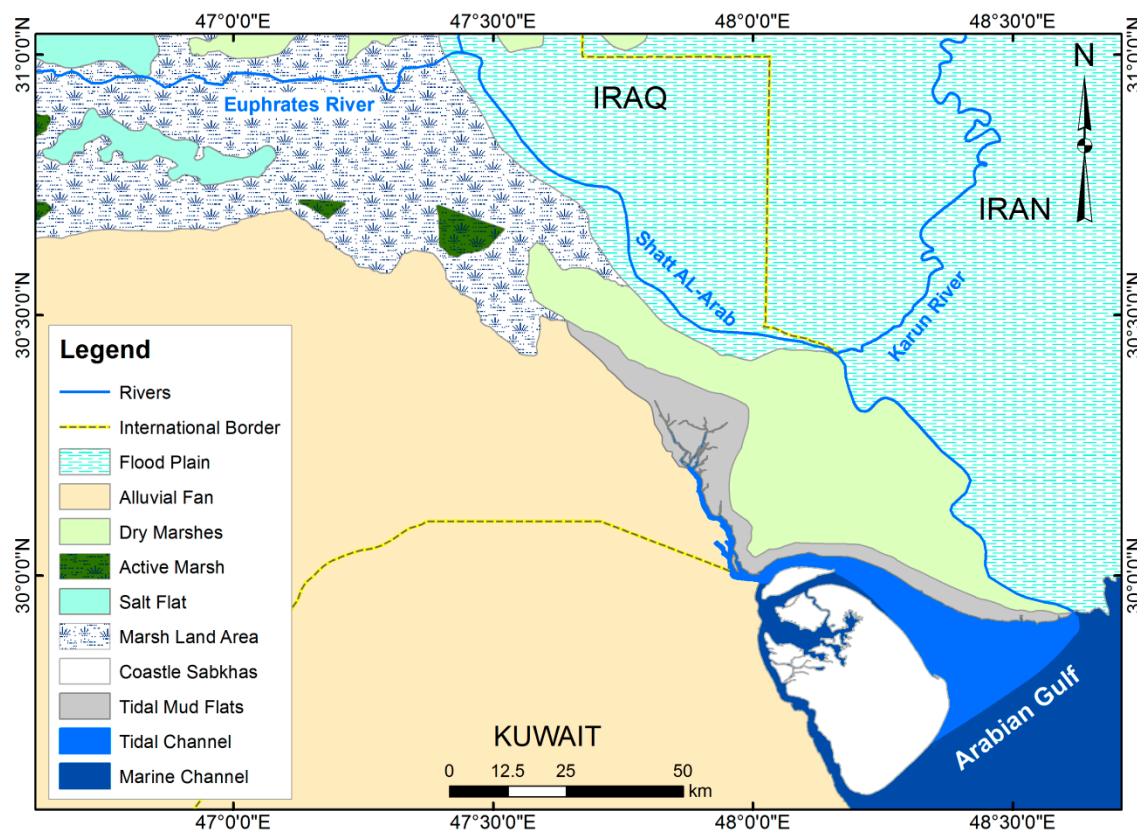 47°0'0"E
47°30'0"E
48°0'0"E
48°30'0"E
31°0'0"N
31°0'0"N
N
IRAQ
Euphrates River
IRAN
Shatt AL-Arab
Karun River
30°30'0"N
30°30'0"N
Legend
Rivers
International Border
Flood Plain
Alluvial Fan
Dry Marshes
Active Marsh
Salt Flat
Marsh Land Area
Coastle Sabkhas
Tidal Mud Flats
Tidal Channel
Marine Channel
30°0'0"N
30°0'0"N
Arabian Gulf
KUWAIT
0 12.5 25 50
km
47°0'0"E
47°30'0"E
48°0'0"E
48°30'0"E